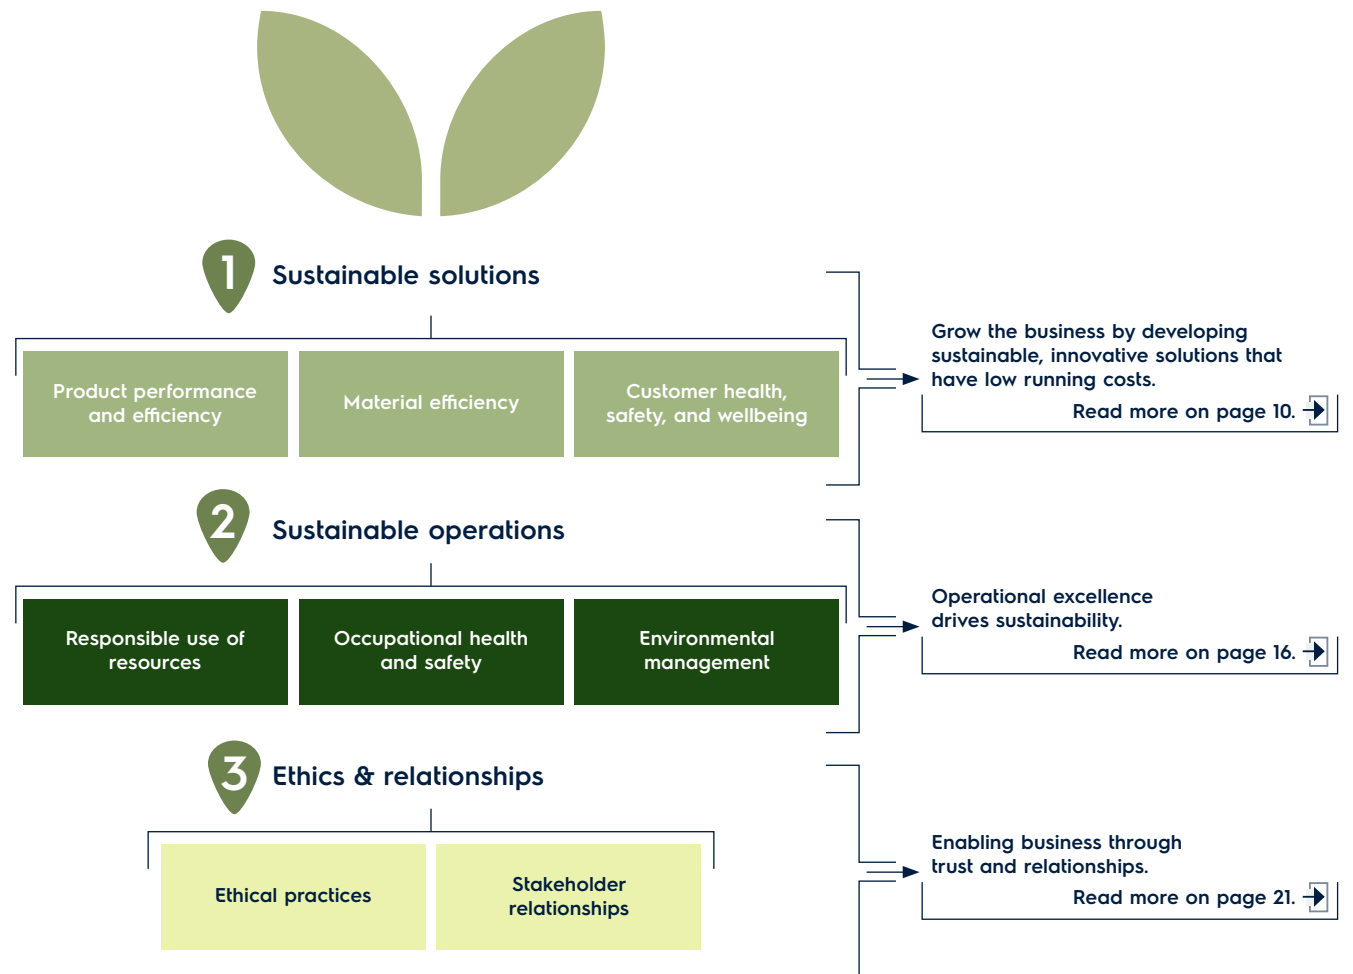 1
Sustainable solutions
Product performance
and efficiency
Material efficiency
Customer health,
safety, and wellbeing
Grow the business by developing
sustainable, innovative solutions that
have low running costs.
Read more on page 10.
2
Sustainable operations
Responsible use of
resources
Occupational health
and safety
Environmental
management
Operational excellence
drives sustainability.
Read more on page 16.
3
Ethics & relationships
Ethical practices
Stakeholder
relationships
Enabling business through
trust and relationships.
Read more on page 21.